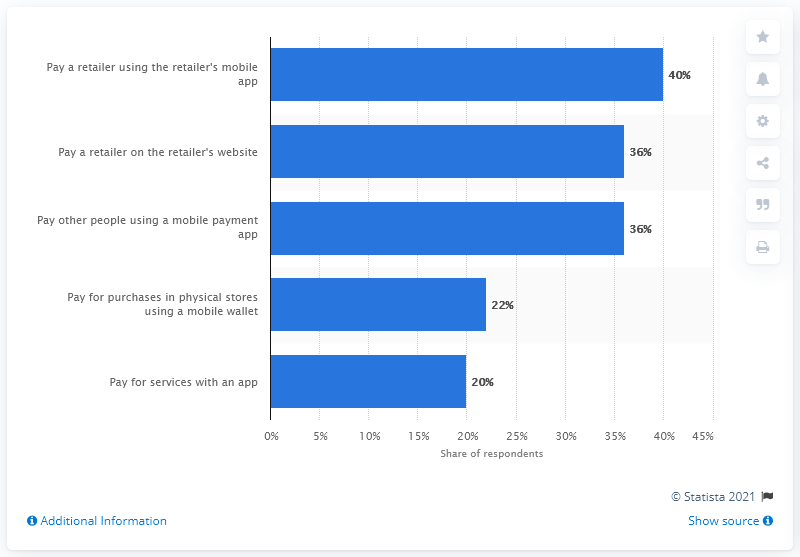 Pay a retailer using the retailer's mobile
app
40%
Pay a retailer on the retailer's website
36%
Pay other people using a mobile payment
app
36%
Pay for purchases in physical stores
using a mobile wallet
22%
Pay for services with an app
20%
0% 5% 10% 15% 20% 25% 30% 35% 40% 45%
Share of respondents
© Statista 2021
Additional Information
Show source